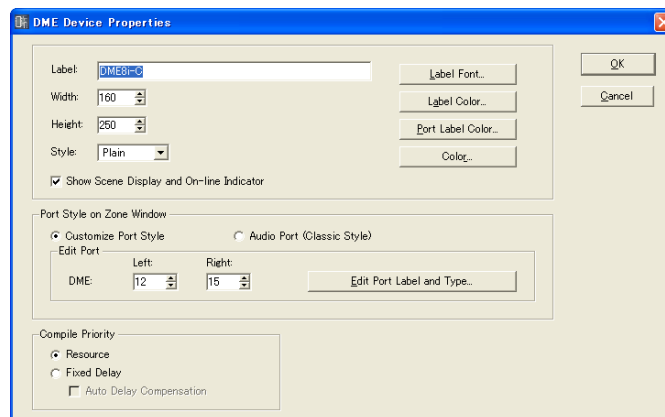 DME Device Properties
Label: DME8i-C
Label Font...
OK
Width: 160
Label Color...
Cancel
Height: 250
Port Label Color...
Style: Plain
Color...
Show Scene Display and On-line Indicator
Port Style on Zone Window
Customize Port Style
Audio Port (Classic Style)
Edit Port
Left: Right:
DME: 12 15 Edit Port Label and Type...
Compile Priority
Resource
Fixed Delay
Auto Delay Compensation